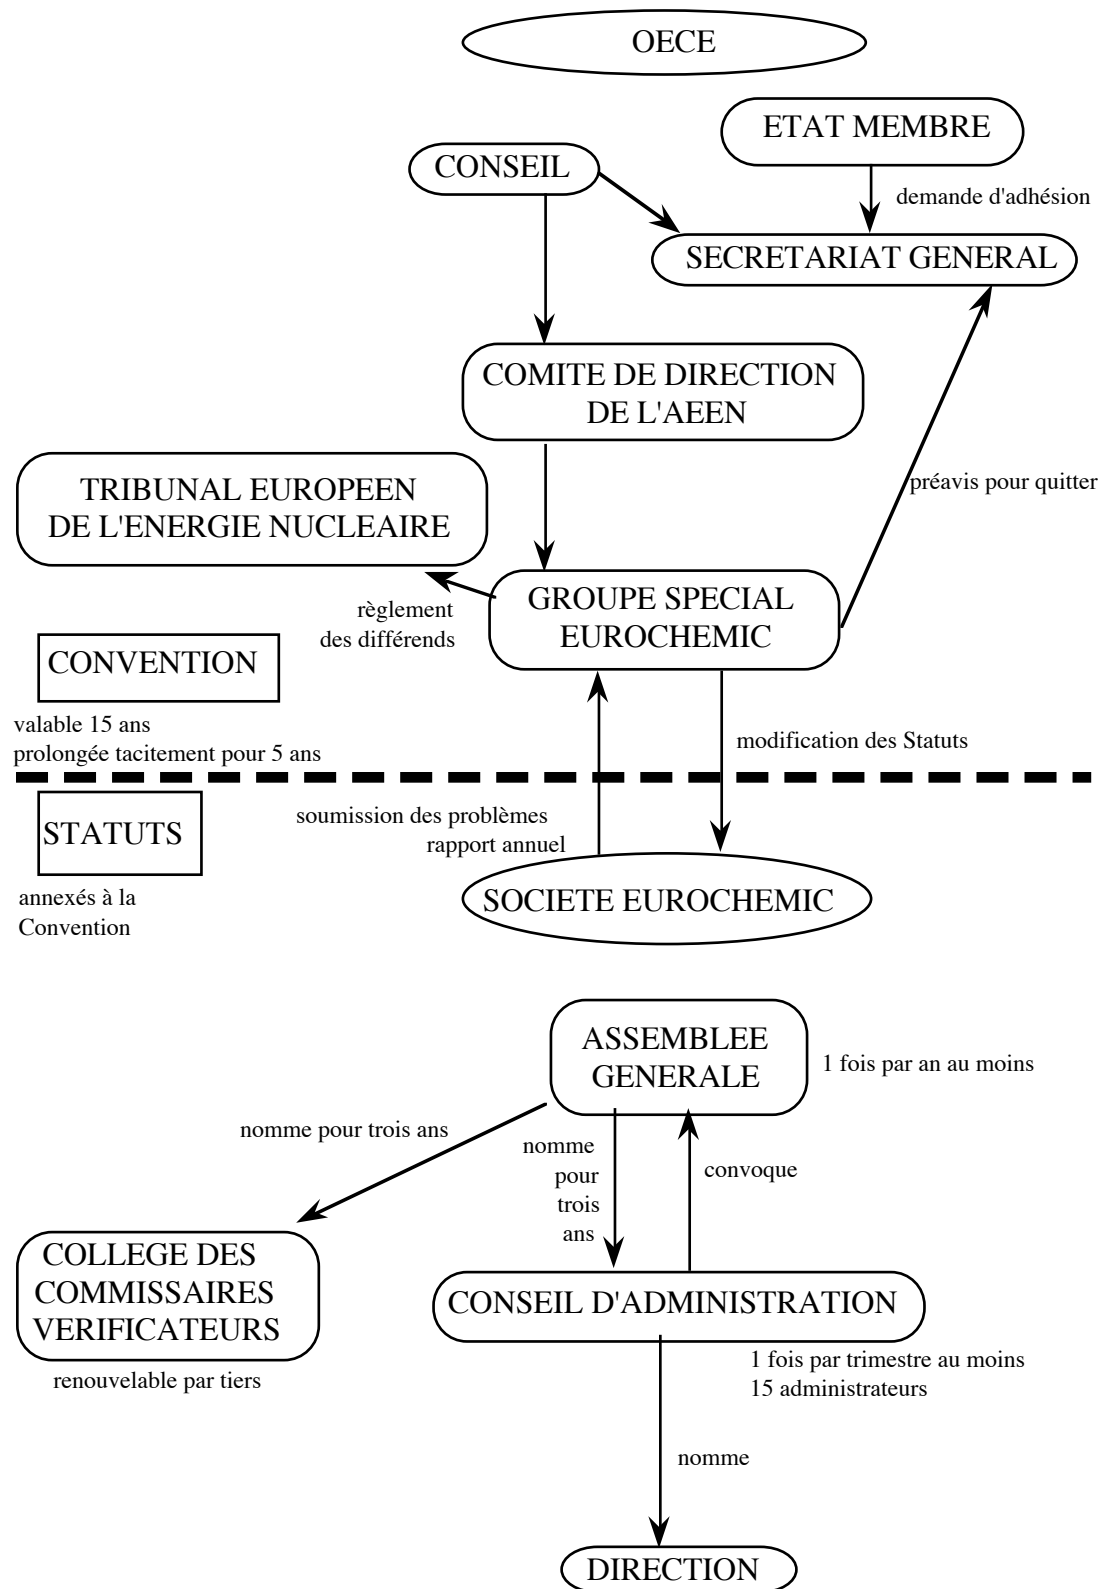 OECE
ETAT MEMBRE
CONSEIL
demande d'adhésion
SECRETARIAT GENERAL
COMITE DE DIRECTION
DE L'AEEN
TRIBUNAL EUROPEEN
DE L'ENERGIE NUCLEAIRE
préavis pour quitter
GROUPE SPECIAL
EUROCHEMIC
règlement
des différends
CONVENTION
valable 15 ans
prolongée tacitement pour 5 ans
modification des Statuts
STATUTS
soumission des problèmes
rapport annuel
annexés à la
Convention
SOCIETE EUROCHEMIC
ASSEMBLEE
GENERALE
1 fois par an au moins
nomme pour trois ans
nomme
pour
trois
ans
convoque
COLLEGE DES
COMMISSAIRES
VERIFICATEURS
renouvelable par tiers
CONSEIL D'ADMINISTRATION
1 fois par trimestre au moins
15 administrateurs
nomme
DIRECTION